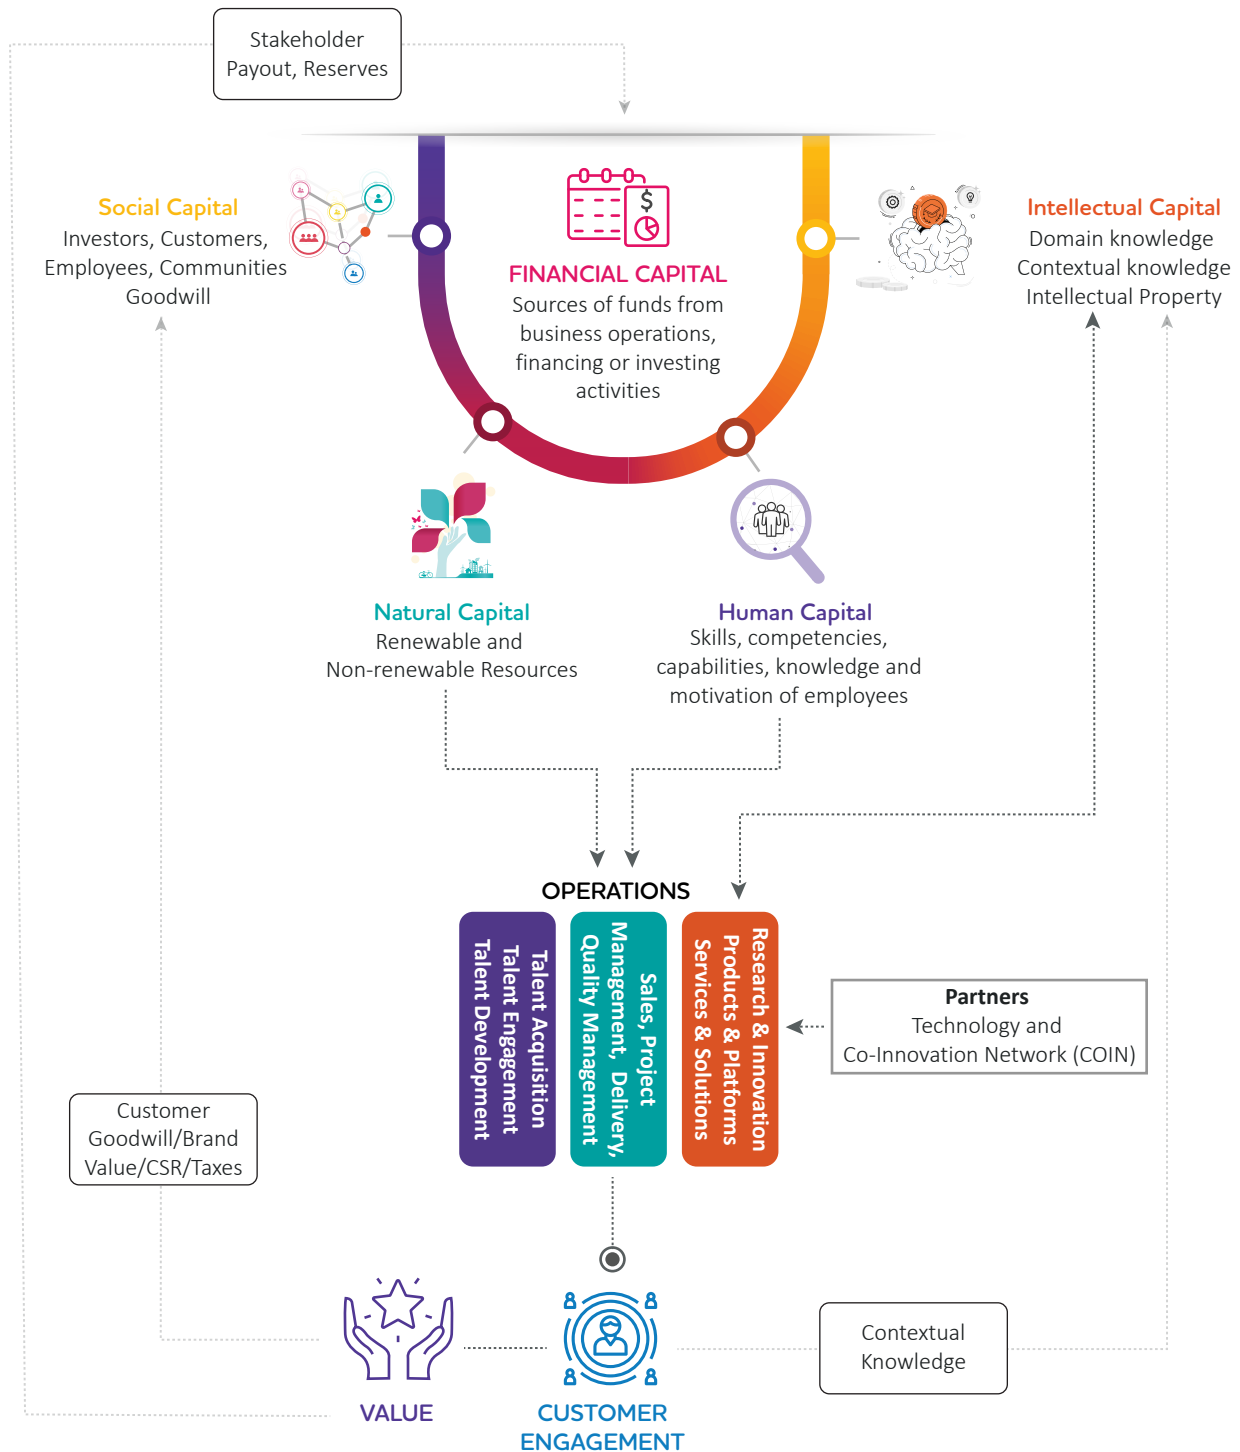 Stakeholder
Payout, Reserves
Social Capital
Investors, Customers,
Employees, Communities
Goodwill
$
FINANCIAL CAPITAL
Sources of funds from
business operations,
financing or investing
activities
Intellectual Capital
Domain knowledge
Contextual knowledge
Intellectual Property
Natural Capital
Renewable and
Non-renewable Resources
Human Capital
Skills, competencies,
capabilities, knowledge and
motivation of employees
OPERATIONS
Talent Acquisition
Talent Engagement
Talent Development
Sales, Project
Management, Delivery,
Quality Management
Research & Innovation
Products & Platforms
Services & Solutions
Partners
Technology and
Co-Innovation Network (COIN)
Customer
Goodwill/Brand
Value/CSR/Taxes
VALUE
CUSTOMER
ENGAGEMENT
Contextual
Knowledge